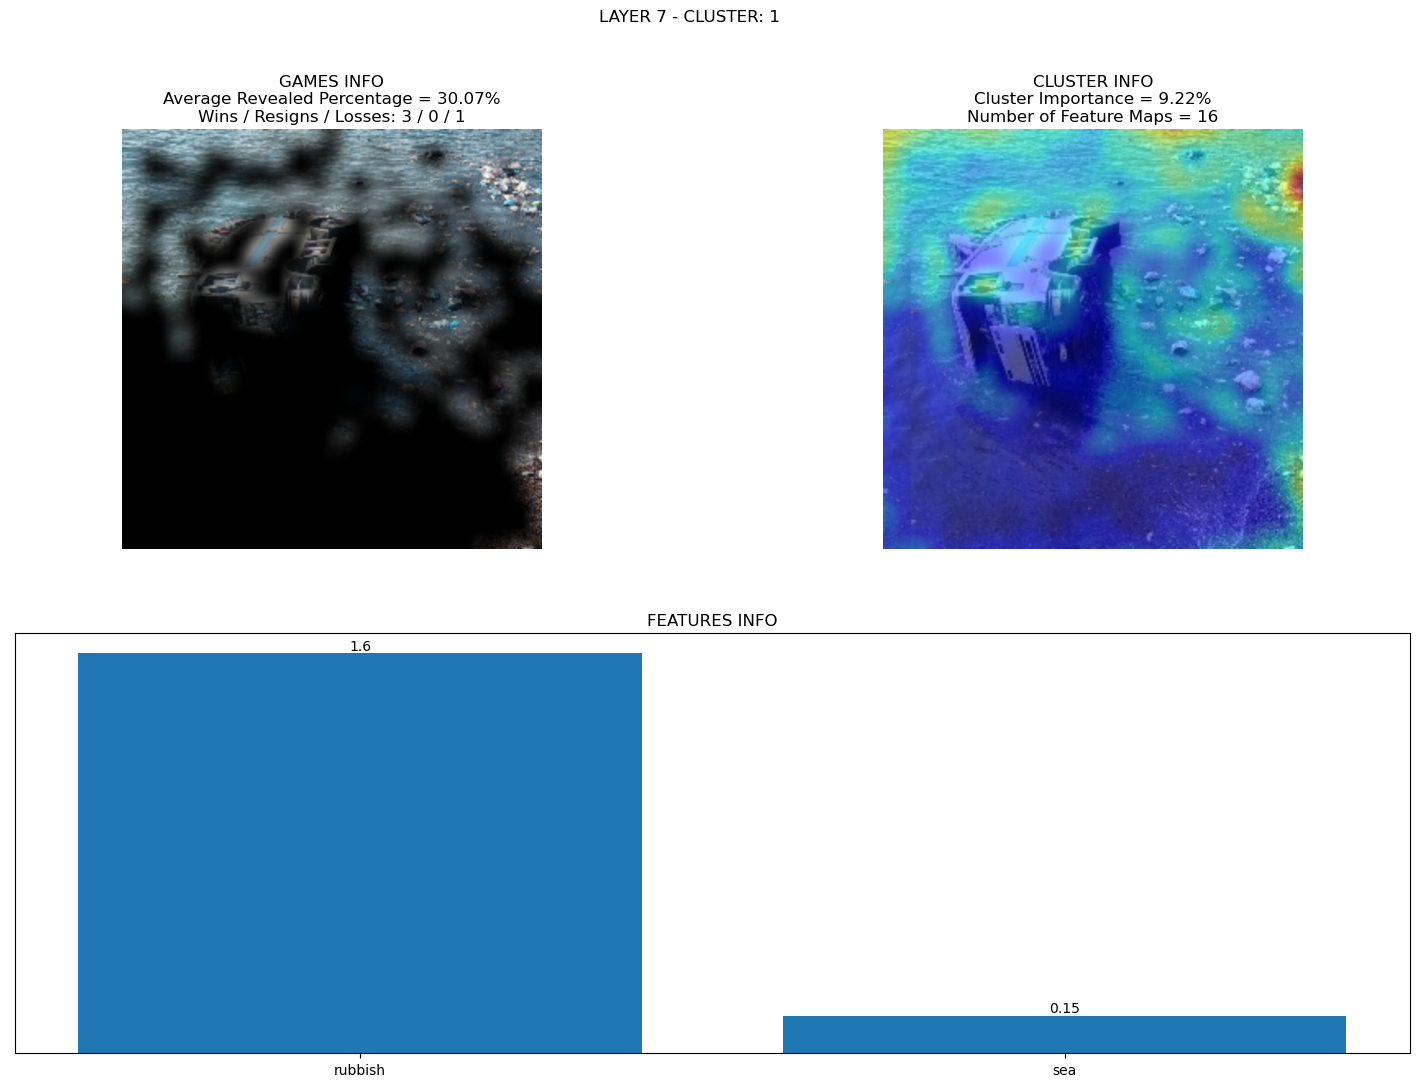 LAYER 7 - CLUSTER: 1
GAMES INFO
Average Revealed Percentage = 30.07%
Wins / Resigns / Losses: 3 / 0 / 1
CLUSTER INFO
Cluster Importance = 9.22%
Number of Feature Maps = 16
FEATURES INFO
1.6
0.15
rubbish
sea